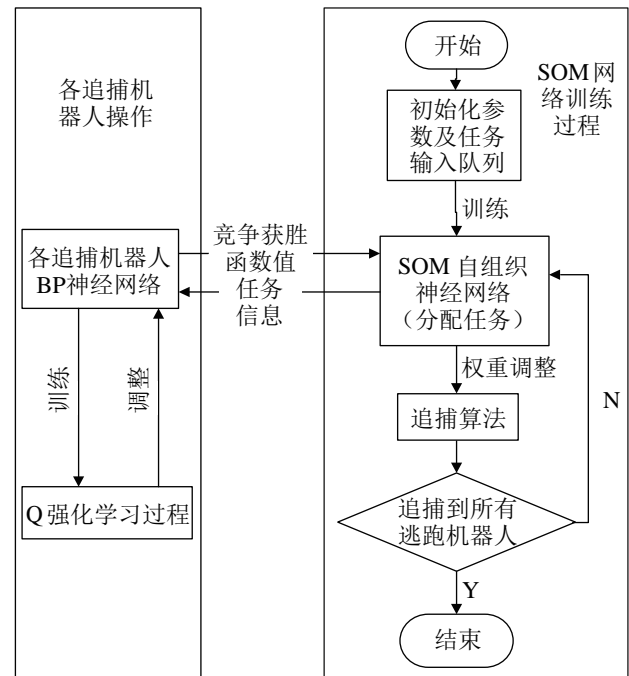 各追捕机
器人操作
各追捕机器人
BP神经网络
训练
调整
Q强化学习过程
竞争获胜
函数值
任务
信息
SOM网
络训练
过程
开始
初始化参
数及任务
输入队列
训练
SOM 自组织
神经网络
（分配任务）
权重调整
追捕算法
N
追捕到所有
逃跑机器人
Y
结束